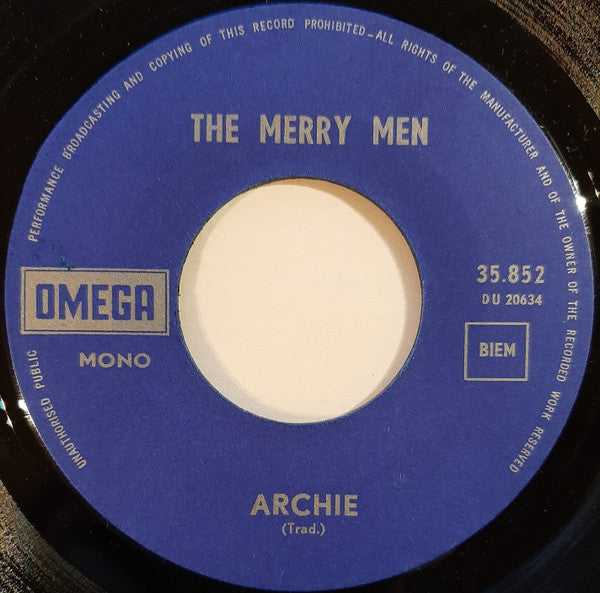 UNAUTHORISED PUBLIC PERFORMANCE BROADCASTING AND COPYING OF THIS RECORD PROHIBITED_ALL RIGHTS OF THE MANUFACTURER AND OF THE OWNER OF THE RECORDED WORK RESERVED
THE MERRY MEN
OMEGA
MONO
35.852
DU 20634
BIEM
ARCHIE
(Trad.)